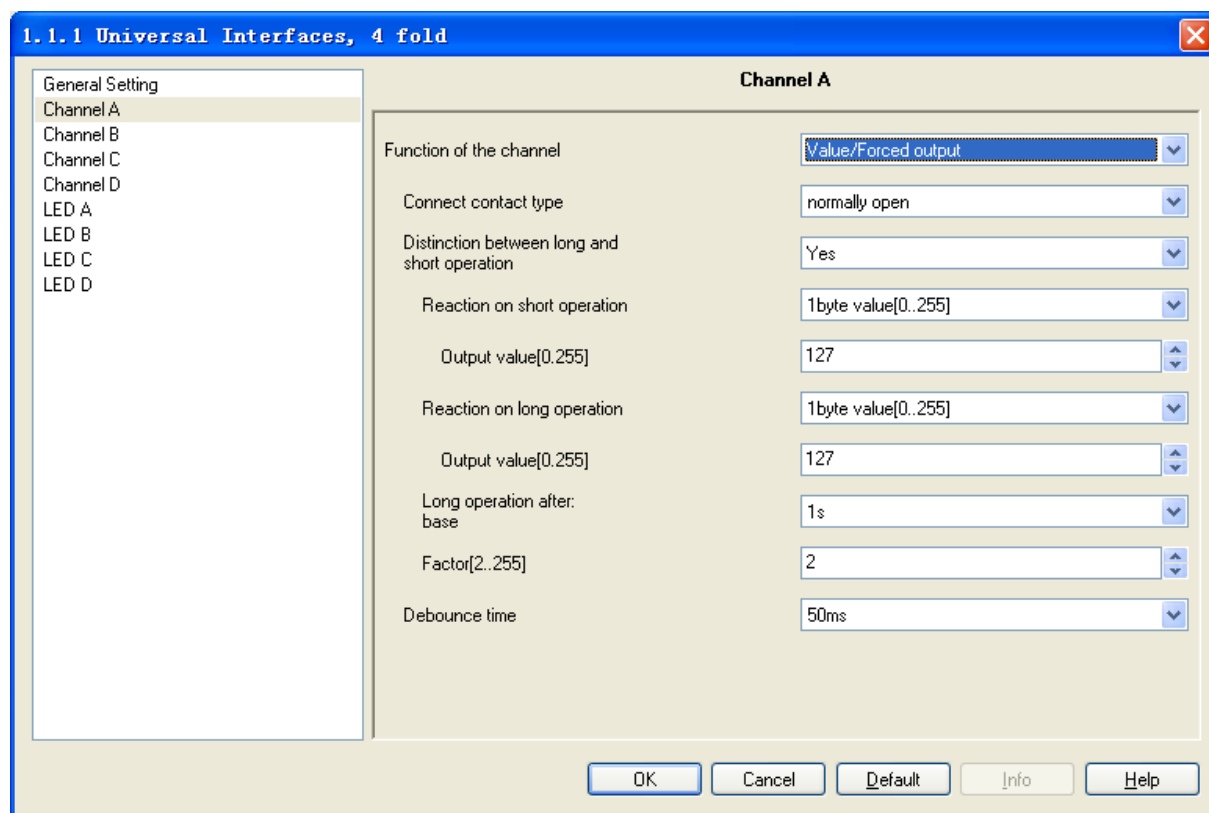 1.1.1 Universal Interfaces, 4 fold
General Setting
Channel A
Channel B
Channel C
Channel D
LED A
LED B
LED C
LED D
Channel A
Function of the channel
Value/Forced output
Connect contact type
normally open
Distinction between long and
short operation
Yes
Reaction on short operation
1byte value[0..255]
Output value[0.255]
127
Reaction on long operation
1byte value[0..255]
Output value[0.255]
127
Long operation after:
base
1s
Factor[2..255]
2
Debounce time
50ms
OK
Cancel
Default
Info
Help